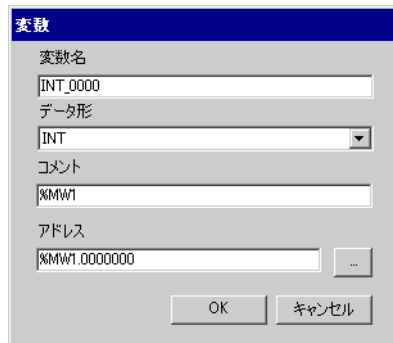 変数
変数名
INT_0000
データ形
INT
コメント
%MW1
アドレス
%MW1.0000000
...
OK
キャンセル